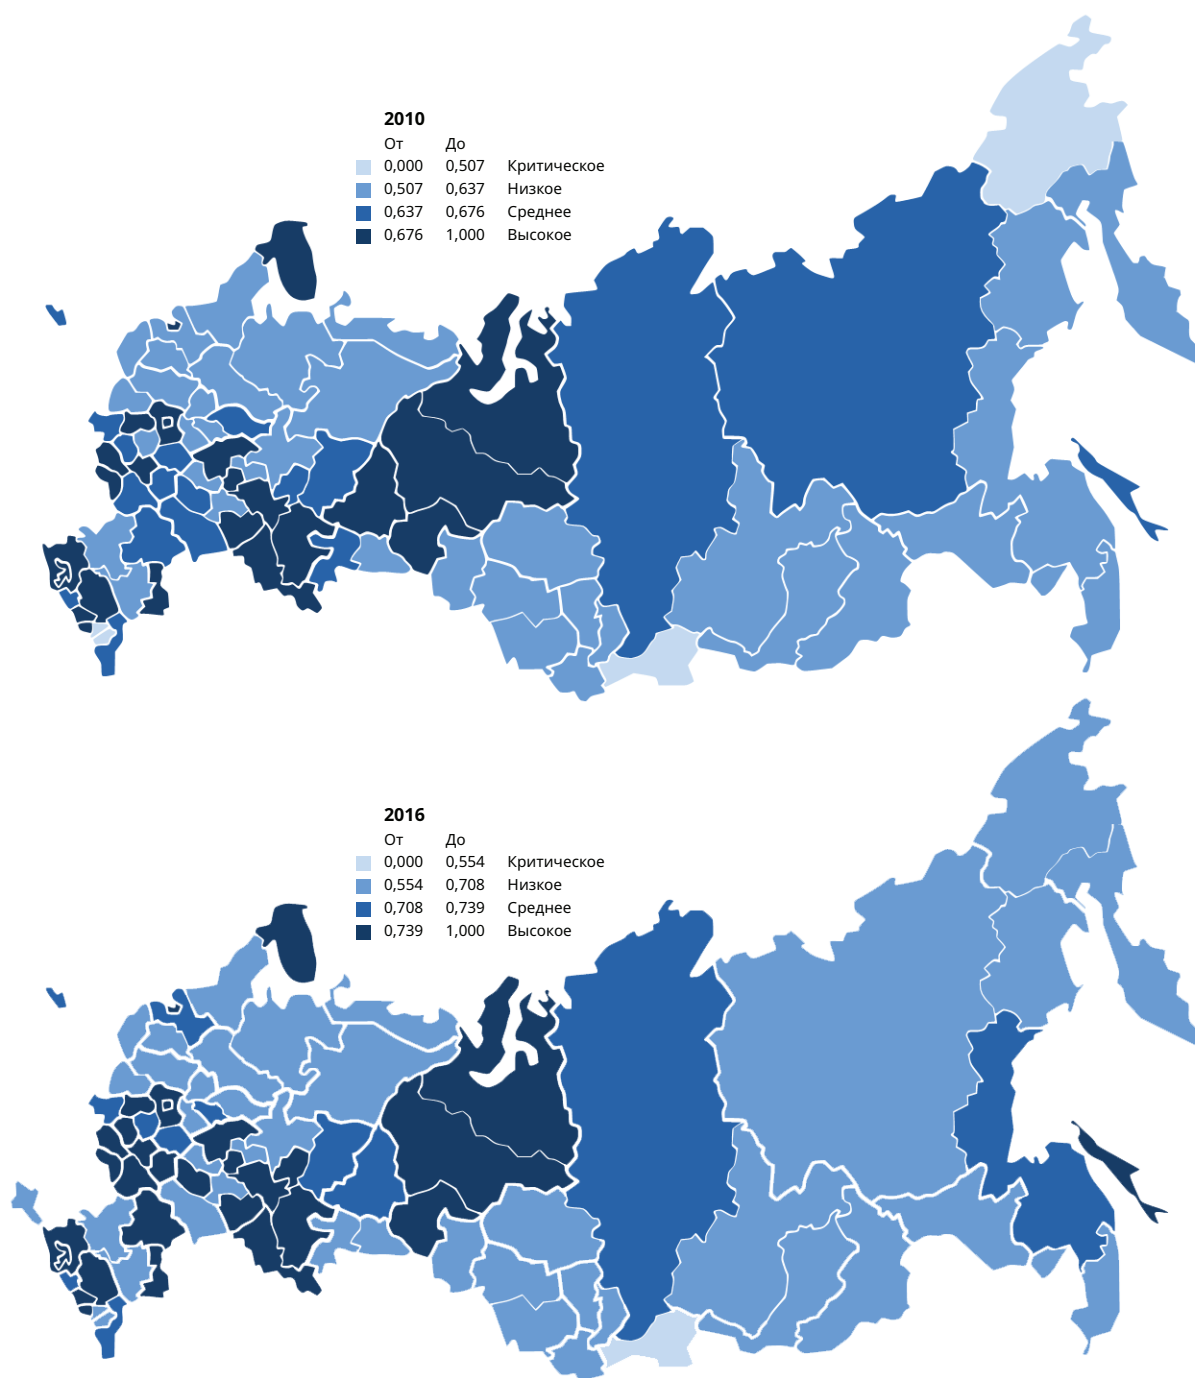 2010
От До
0,000 0,507 Критическое
0,507 0,637 Низкое
0,637 0,676 Среднее
0,676 1,000 Высокое
2016
От До
0,000 0,554 Критическое
0,554 0,708 Низкое
0,708 0,739 Среднее
0,739 1,000 Высокое